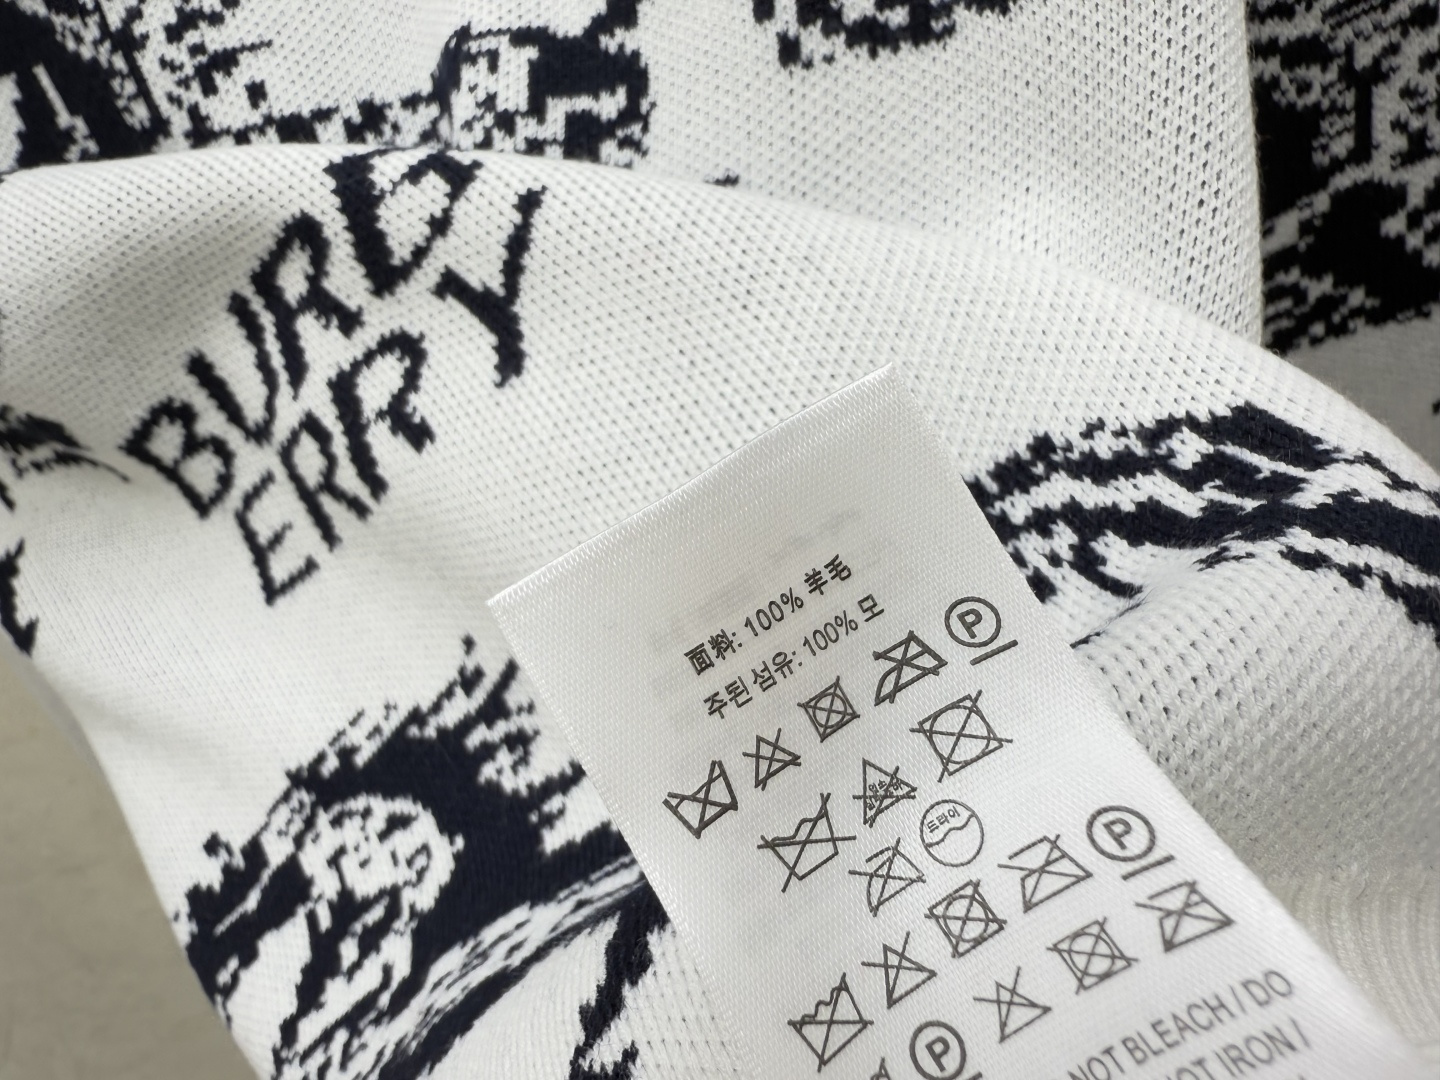 BURB
ERRY
面料: 100% 羊毛
주된 섬유: 100% 모
P
드라이
P
P
NOT BLEACH / DO
NOT IRON /